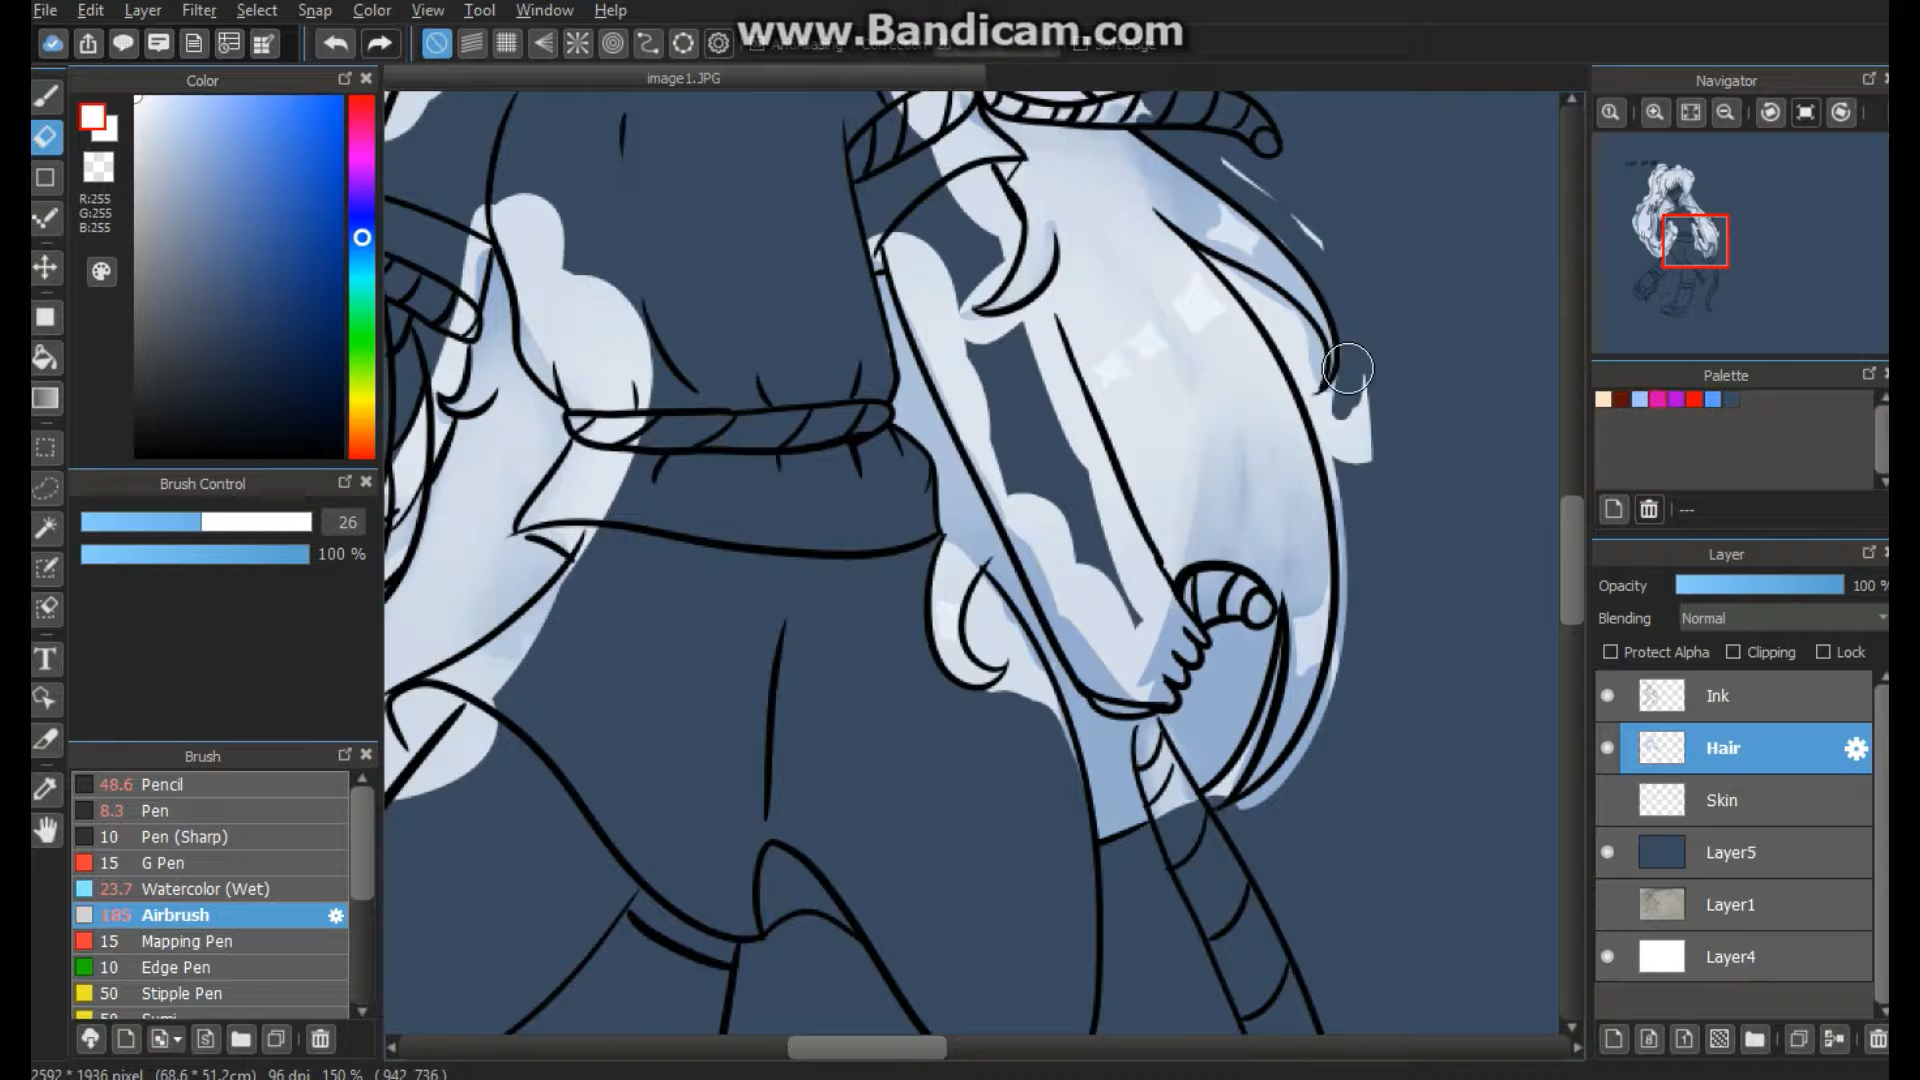 File Edit Layer Filter Select Snap Color View Tool Window Help
www.Bandicam.com
Color
image1.JPG
Navigator
R:255
G:255
B:255
Palette
---
Brush Control
26
100 %
Layer
Opacity 100 %
Blending Normal
Protect Alpha Clipping Lock
Ink
Hair
Skin
Layer5
Layer1
Layer4
Brush
48.6 Pencil
8.3 Pen
10 Pen (Sharp)
15 G Pen
23.7 Watercolor (Wet)
185 Airbrush
15 Mapping Pen
10 Edge Pen
50 Stipple Pen
50 Sumi
2592 * 1936 pixel (68.6 * 51.2cm) 96 dpi 150 % ( 942, 736 )